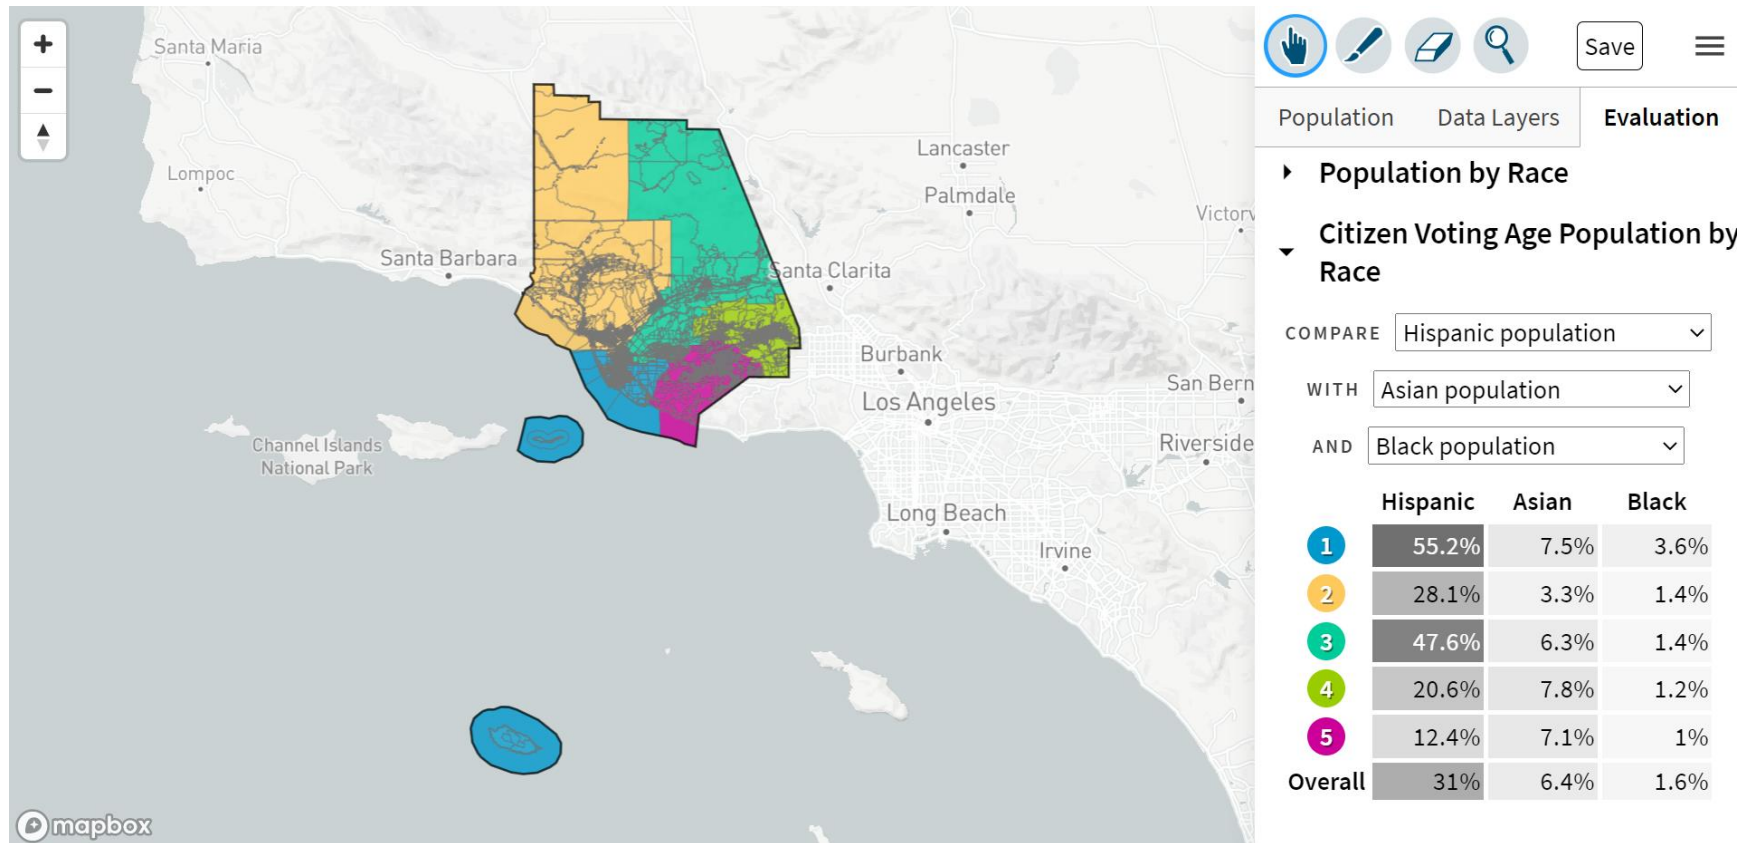 Santa Maria
Lompoc
Santa Barbara
Lancaster
Palmdale
Victorv
Santa Clarita
Burbank
Los Angeles
San Bern
Riverside
Channel Islands
National Park
Long Beach
Irvine
mapbox
Save
Population
Data Layers
Evaluation
Population by Race
Citizen Voting Age Population by
Race
COMPARE Hispanic population
WITH Asian population
AND Black population
Hispanic Asian Black
1 55.2% 7.5% 3.6%
2 28.1% 3.3% 1.4%
3 47.6% 6.3% 1.4%
4 20.6% 7.8% 1.2%
5 12.4% 7.1% 1%
Overall 31% 6.4% 1.6%